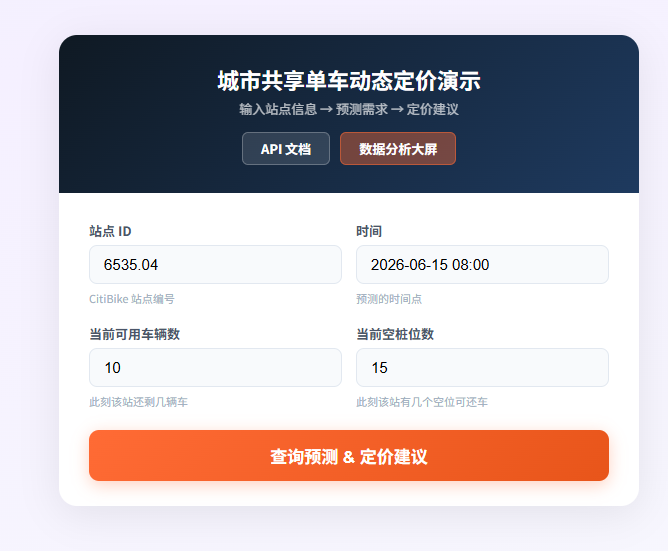 城市共享单车动态定价演示
输入站点信息 → 预测需求 → 定价建议
API 文档 数据分析大屏
站点 ID 时间
6535.04 2026-06-15 08:00
CitiBike 站点编号 预测的时间点
当前可用车辆数 当前空桩位数
10 15
此刻该站还剩几辆车 此刻该站有几个空位可还车
查询预测 & 定价建议